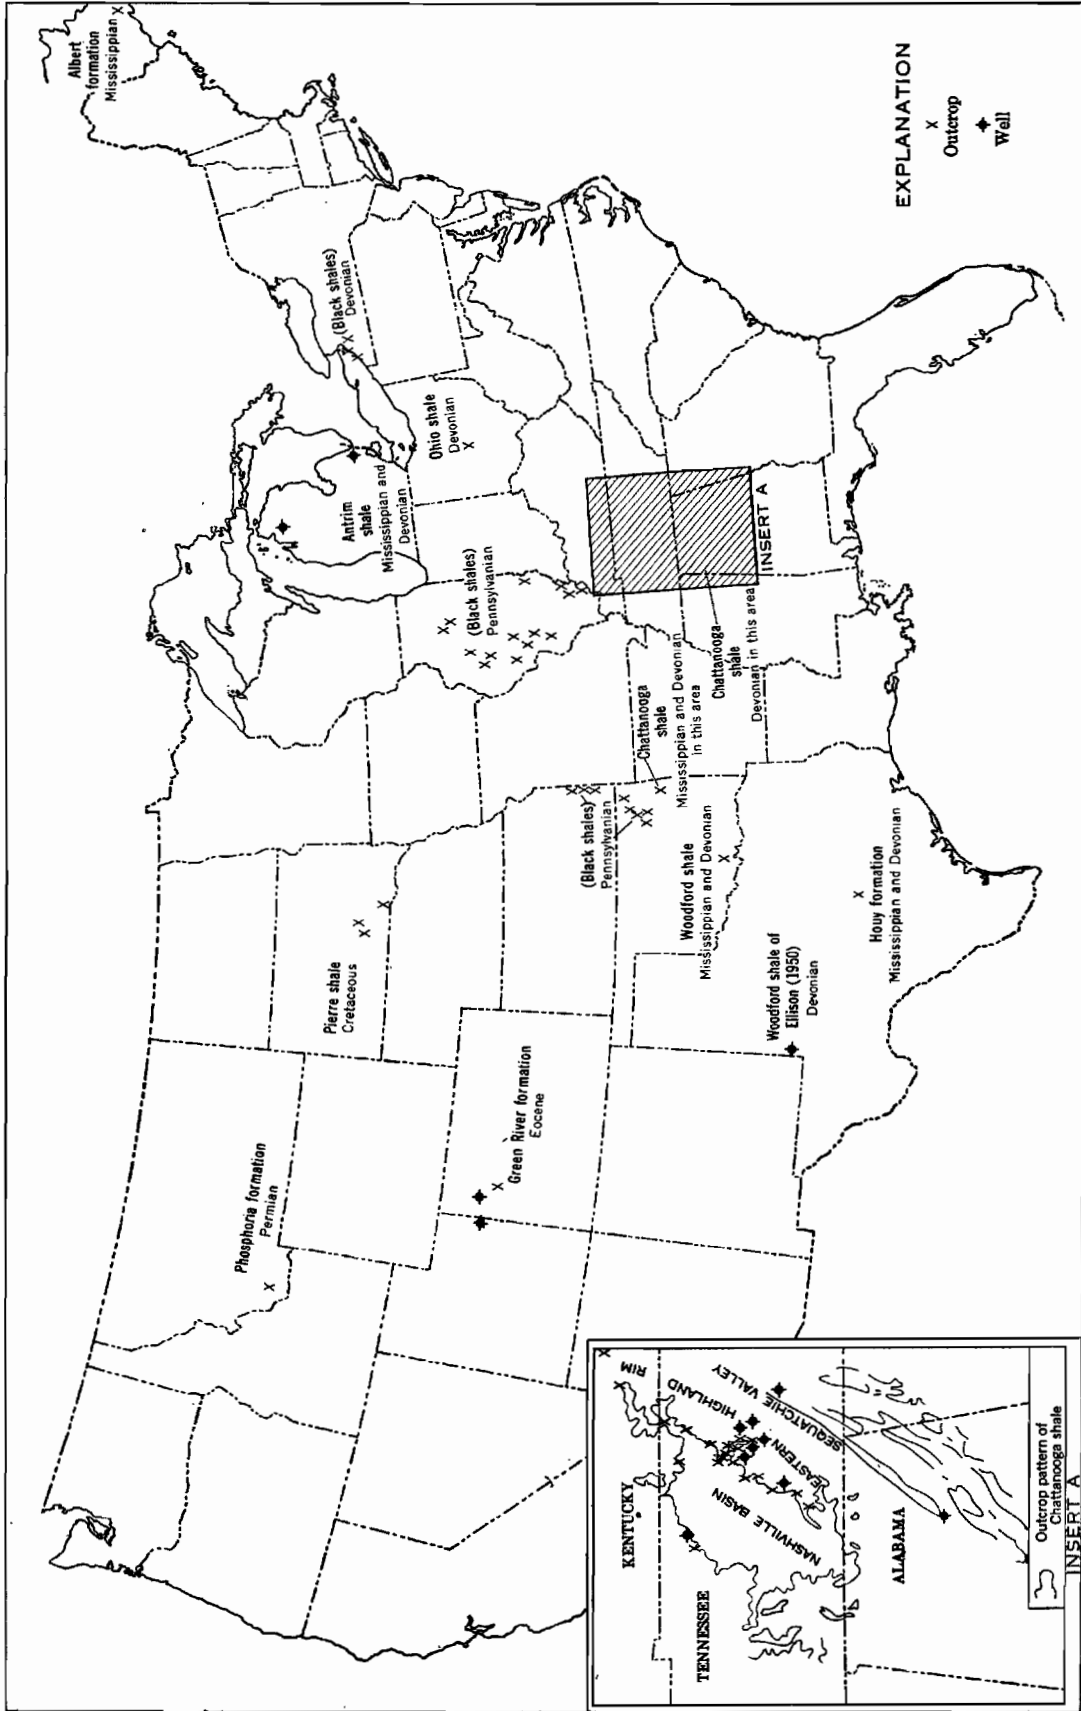 Albert
formation
Mississippian
(Black shales)
Devonian
Ohio shale
Devonian
Antrim
shale
Mississippian and
Devonian
(Black shales)
Pennsylvanian
Pierre shale
Cretaceous
Phosphoria formation
Permian
Green River formation
Eocene
(Black shales)
Pennsylvanian
Chattanooga
shale
Mississippian and Devonian
in this area
Chattanooga
shale
Devonian in this area
INSERT A
Woodford shale
Mississippian and Devonian
Woodford shale of
Ellison (1950)
Devonian
Houy formation
Mississippian and Devonian
EXPLANATION
X
Outcrop
Well
KENTUCKY
TENNESSEE
ALABAMA
NASHVILLE BASIN
EASTERN HIGHLAND RIM
SEQUATCHIE VALLEY
Outcrop pattern of
Chattanooga shale
INSERT A